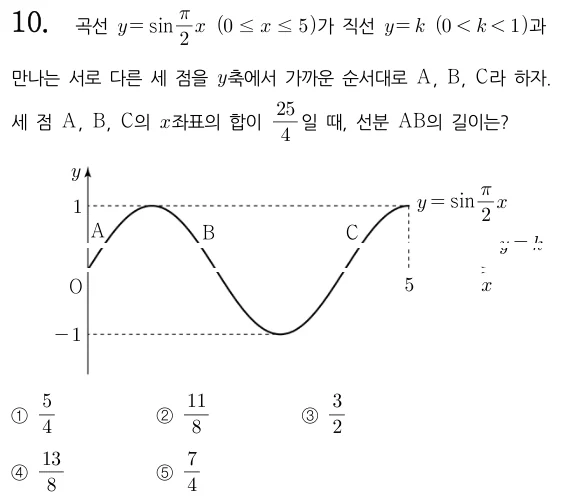 10. 곡선 y=sin π/2 x (0≤x≤5)가 직선 y=k (0<k<1)과
만나는 서로 다른 세 점을 y축에서 가까운 순서대로 A, B, C라 하자.
세 점 A, B, C의 x좌표의 합이 25/4일 때, 선분 AB의 길이는?
y
1
y=sin π/2 x
A
B
C
O
5
x
-1
① 5/4 ② 11/8 ③ 3/2
④ 13/8 ⑤ 7/4